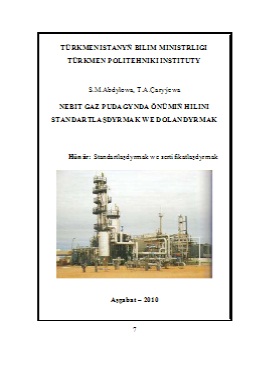 TÜRKMENISTANYŇ BILIM MINISTRLIGI
TÜRKMEN POLITEHNIKI INSTITUTY
S.M.Abdylowa, T.A.Çaryýewa
NEBIT GAZ PUDAGYNDA ÖNÜMIŇ HILINI
STANDARTLAŞDYRMAK WE DOLANDYRMAK
Hünär: Standartlaşdyrmak we sertifikatlaşdyrmak
Aşgabat – 2010
7